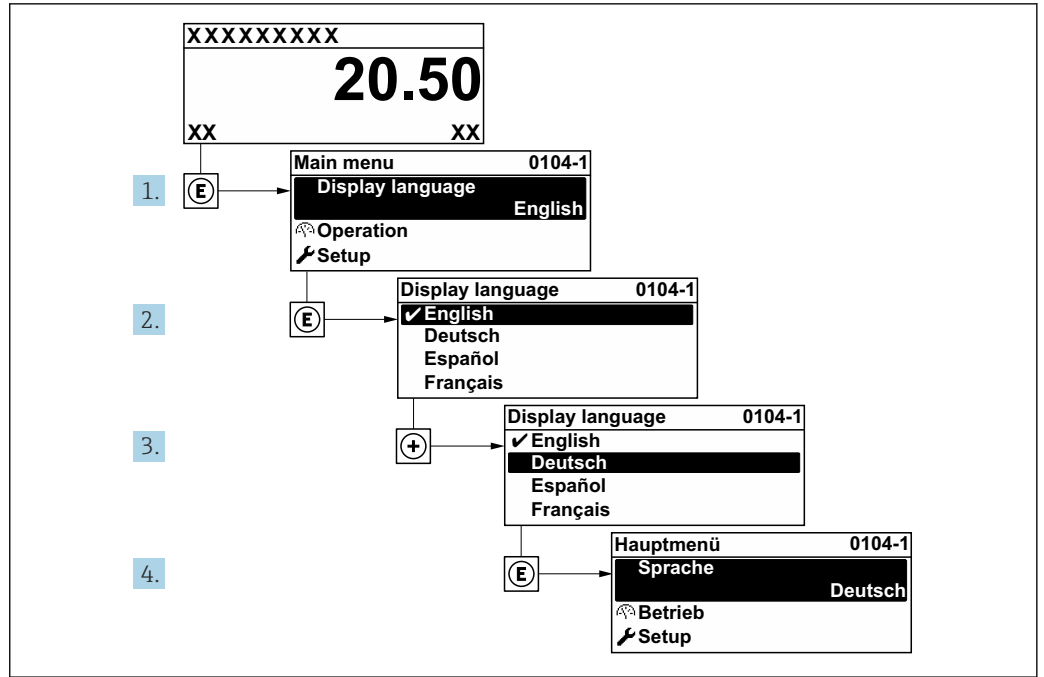 XXXXXXXXX
20.50
XX XX
1. E Main menu 0104-1
Display language
English
Operation
Setup
2. E Display language 0104-1
✔ English
Deutsch
Español
Français
3. + Display language 0104-1
✔ English
Deutsch
Español
Français
4. E Hauptmenü 0104-1
Sprache
Deutsch
Betrieb
Setup